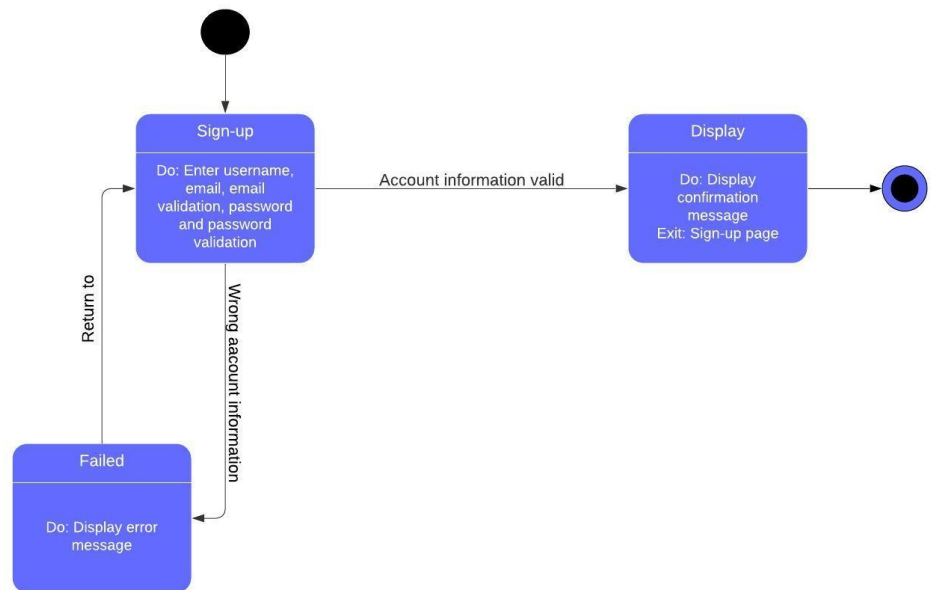 Sign-up
Do: Enter username,
email, email
validation, password
and password
validation
Account information valid
Display
Do: Display
confirmation
message
Exit: Sign-up page
Return to
Wrong aacount information
Failed
Do: Display error
message